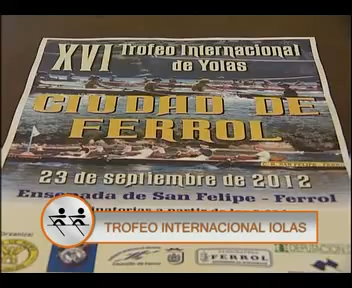 XVI Trofeo Internacional
de Yolas
CIUDAD DE
FERROL
23 de septiembre de 2012
Ensenada de San Felipe - Ferrol
TROFEO INTERNACIONAL IOLAS
FERROL